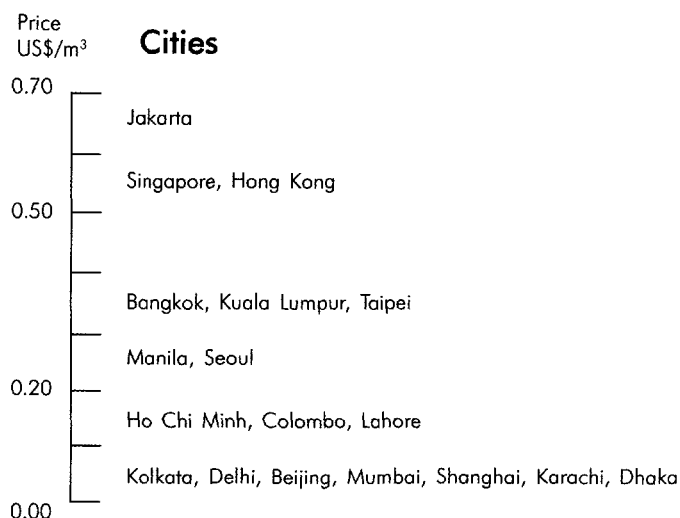 Price
US$/m³
Cities
0.70
Jakarta
Singapore, Hong Kong
0.50
Bangkok, Kuala Lumpur, Taipei
Manila, Seoul
0.20
Ho Chi Minh, Colombo, Lahore
Kolkata, Delhi, Beijing, Mumbai, Shanghai, Karachi, Dhaka
0.00